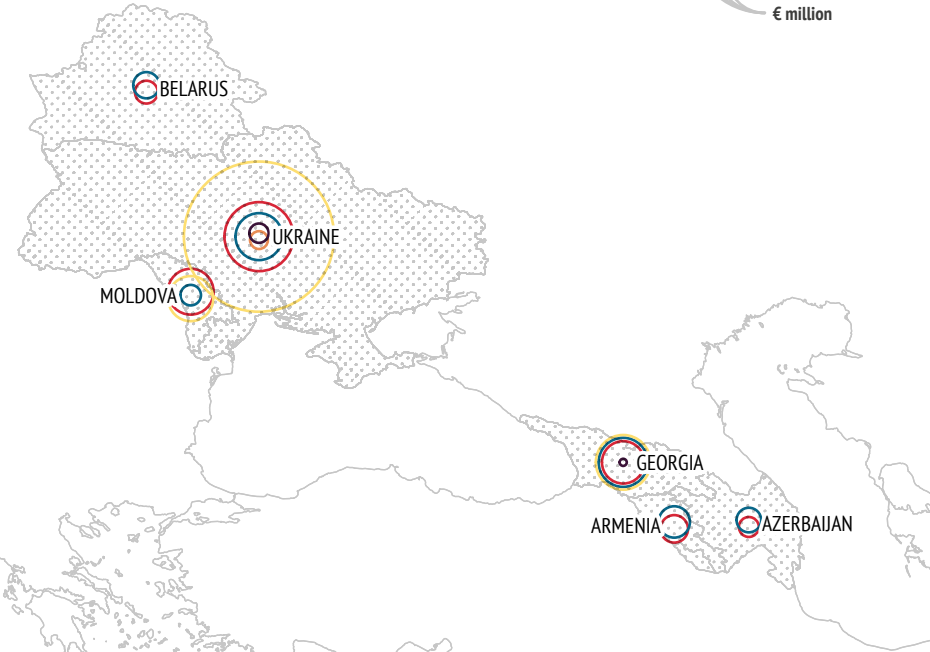 € million
BELARUS
UKRAINE
MOLDOVA
GEORGIA
ARMENIA
AZERBAIJAN